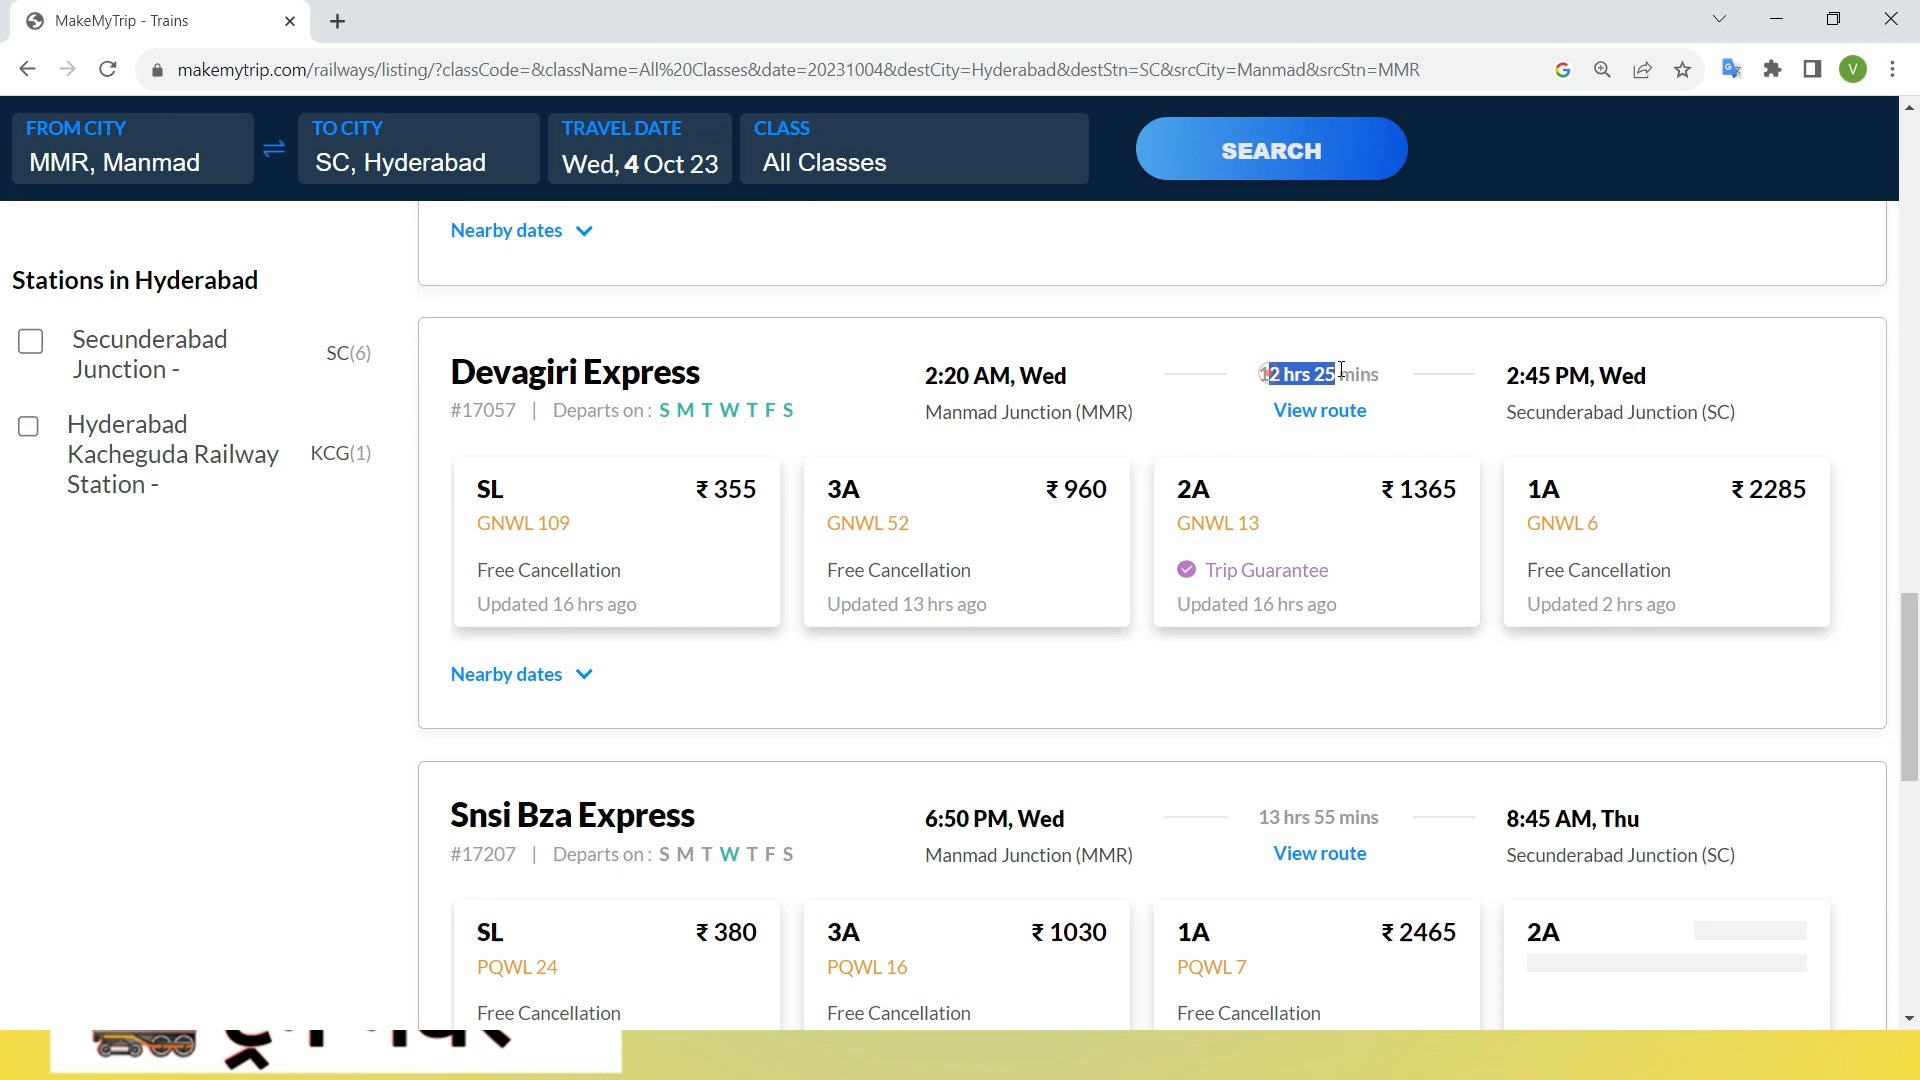 MakeMyTrip - Trains
makemytrip.com/railways/listing/?classCode=&className=All%20Classes&date=20231004&destCity=Hyderabad&destStn=SC&srcCity=Manmad&srcStn=MMR
V
FROM CITY
MMR, Manmad
TO CITY
SC, Hyderabad
TRAVEL DATE
Wed, 4 Oct 23
CLASS
All Classes
SEARCH
Stations in Hyderabad
Secunderabad
Junction -
SC(6)
Hyderabad
Kacheguda Railway
Station -
KCG(1)
Nearby dates
Devagiri Express
#17057 | Departs on : S M T W T F S
2:20 AM, Wed
Manmad Junction (MMR)
12 hrs 25 mins
View route
2:45 PM, Wed
Secunderabad Junction (SC)
SL ₹ 355
GNWL 109
Free Cancellation
Updated 16 hrs ago
3A ₹ 960
GNWL 52
Free Cancellation
Updated 13 hrs ago
2A ₹ 1365
GNWL 13
Trip Guarantee
Updated 16 hrs ago
1A ₹ 2285
GNWL 6
Free Cancellation
Updated 2 hrs ago
Nearby dates
Snsi Bza Express
#17207 | Departs on : S M T W T F S
6:50 PM, Wed
Manmad Junction (MMR)
13 hrs 55 mins
View route
8:45 AM, Thu
Secunderabad Junction (SC)
SL ₹ 380
PQWL 24
Free Cancellation
3A ₹ 1030
PQWL 16
Free Cancellation
1A ₹ 2465
PQWL 7
Free Cancellation
2A